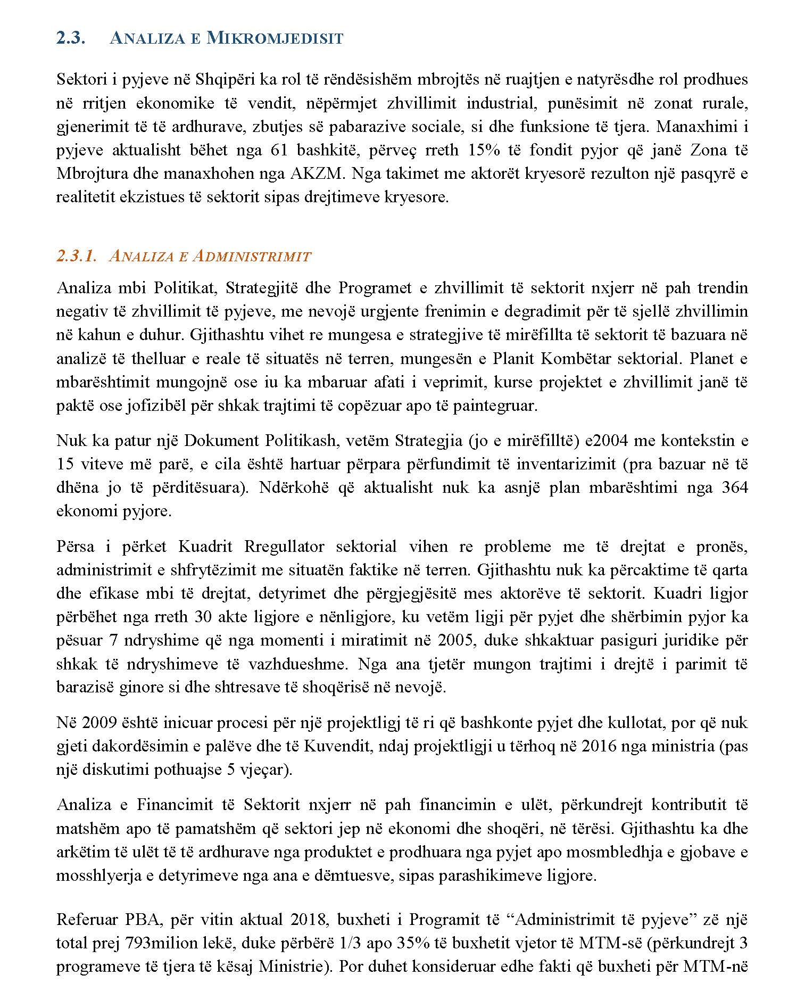 2.3. ANALIZA E MIKROMJEDISIT
Sektori i pyjeve në Shqipëri ka rol të rëndësishëm mbrojtës në ruajtjen e natyrësdhe rol prodhues
në rritjen ekonomike të vendit, nëpërmjet zhvillimit industrial, punësimit në zonat rurale,
gjenerimit të të ardhurave, zbutjes së pabarazive sociale, si dhe funksione të tjera. Manaxhimi i
pyjeve aktualisht bëhet nga 61 bashkitë, përveç rreth 15% të fondit pyjor që janë Zona të
Mbrojtura dhe manaxhohen nga AKZM. Nga takimet me aktorët kryesorë rezulton një pasqyrë e
realitetit ekzistues të sektorit sipas drejtimeve kryesore.
2.3.1. ANALIZA E ADMINISTRIMIT
Analiza mbi Politikat, Strategjitë dhe Programet e zhvillimit të sektorit nxjerr në pah trendin
negativ të zhvillimit të pyjeve, me nevojë urgjente frenimin e degradimit për të sjellë zhvillimin
në kahun e duhur. Gjithashtu vihet re mungesa e strategjive të mirëfillta të sektorit të bazuara në
analizë të thelluar e reale të situatës në terren, mungesën e Planit Kombëtar sektorial. Planet e
mbarështimit mungojnë ose iu ka mbaruar afati i veprimit, kurse projektet e zhvillimit janë të
paktë ose jofizibël për shkak trajtimi të copëzuar apo të paintegruar.
Nuk ka patur një Dokument Politikash, vetëm Strategjia (jo e mirëfilltë) e2004 me kontekstin e
15 viteve më parë, e cila është hartuar përpara përfundimit të inventarizimit (pra bazuar në të
dhëna jo të përditësuara). Ndërkohë që aktualisht nuk ka asnjë plan mbarështimi nga 364
ekonomi pyjore.
Përsa i përket Kuadrit Rregullator sektorial vihen re probleme me të drejtat e pronës,
administrimit e shfrytëzimit me situatën faktike në terren. Gjithashtu nuk ka përcaktime të qarta
dhe efikase mbi të drejtat, detyrimet dhe përgjegjësitë mes aktorëve të sektorit. Kuadri ligjor
përbëhet nga rreth 30 akte ligjore e nënligjore, ku vetëm ligji për pyjet dhe shërbimin pyjor ka
pësuar 7 ndryshime që nga momenti i miratimit në 2005, duke shkaktuar pasiguri juridike për
shkak të ndryshimeve të vazhdueshme. Nga ana tjetër mungon trajtimi i drejtë i parimit të
barazisë ginore si dhe shtresave të shoqërisë në nevojë.
Në 2009 është inicuar procesi për një projektligj të ri që bashkonte pyjet dhe kullotat, por që nuk
gjeti dakordësimin e palëve dhe të Kuvendit, ndaj projektligji u tërhoq në 2016 nga ministria (pas
një diskutimi pothuajse 5 vjeçar).
Analiza e Financimit të Sektorit nxjerr në pah financimin e ulët, përkundrejt kontributit të
matshëm apo të pamatshëm që sektori jep në ekonomi dhe shoqëri, në tërësi. Gjithashtu ka dhe
arkëtim të ulët të të ardhurave nga produktet e prodhuara nga pyjet apo mosmbledhja e gjobave e
mosshlyerja e detyrimeve nga ana e dëmtuesve, sipas parashikimeve ligjore.
Referuar PBA, për vitin aktual 2018, buxheti i Programit të “Administrimit të pyjeve” zë një
total prej 793milion lekë, duke përbërë 1/3 apo 35% të buxhetit vjetor të MTM-së (përkundrejt 3
programeve të tjera të kësaj Ministrie). Por duhet konsideruar edhe fakti që buxheti për MTM-në